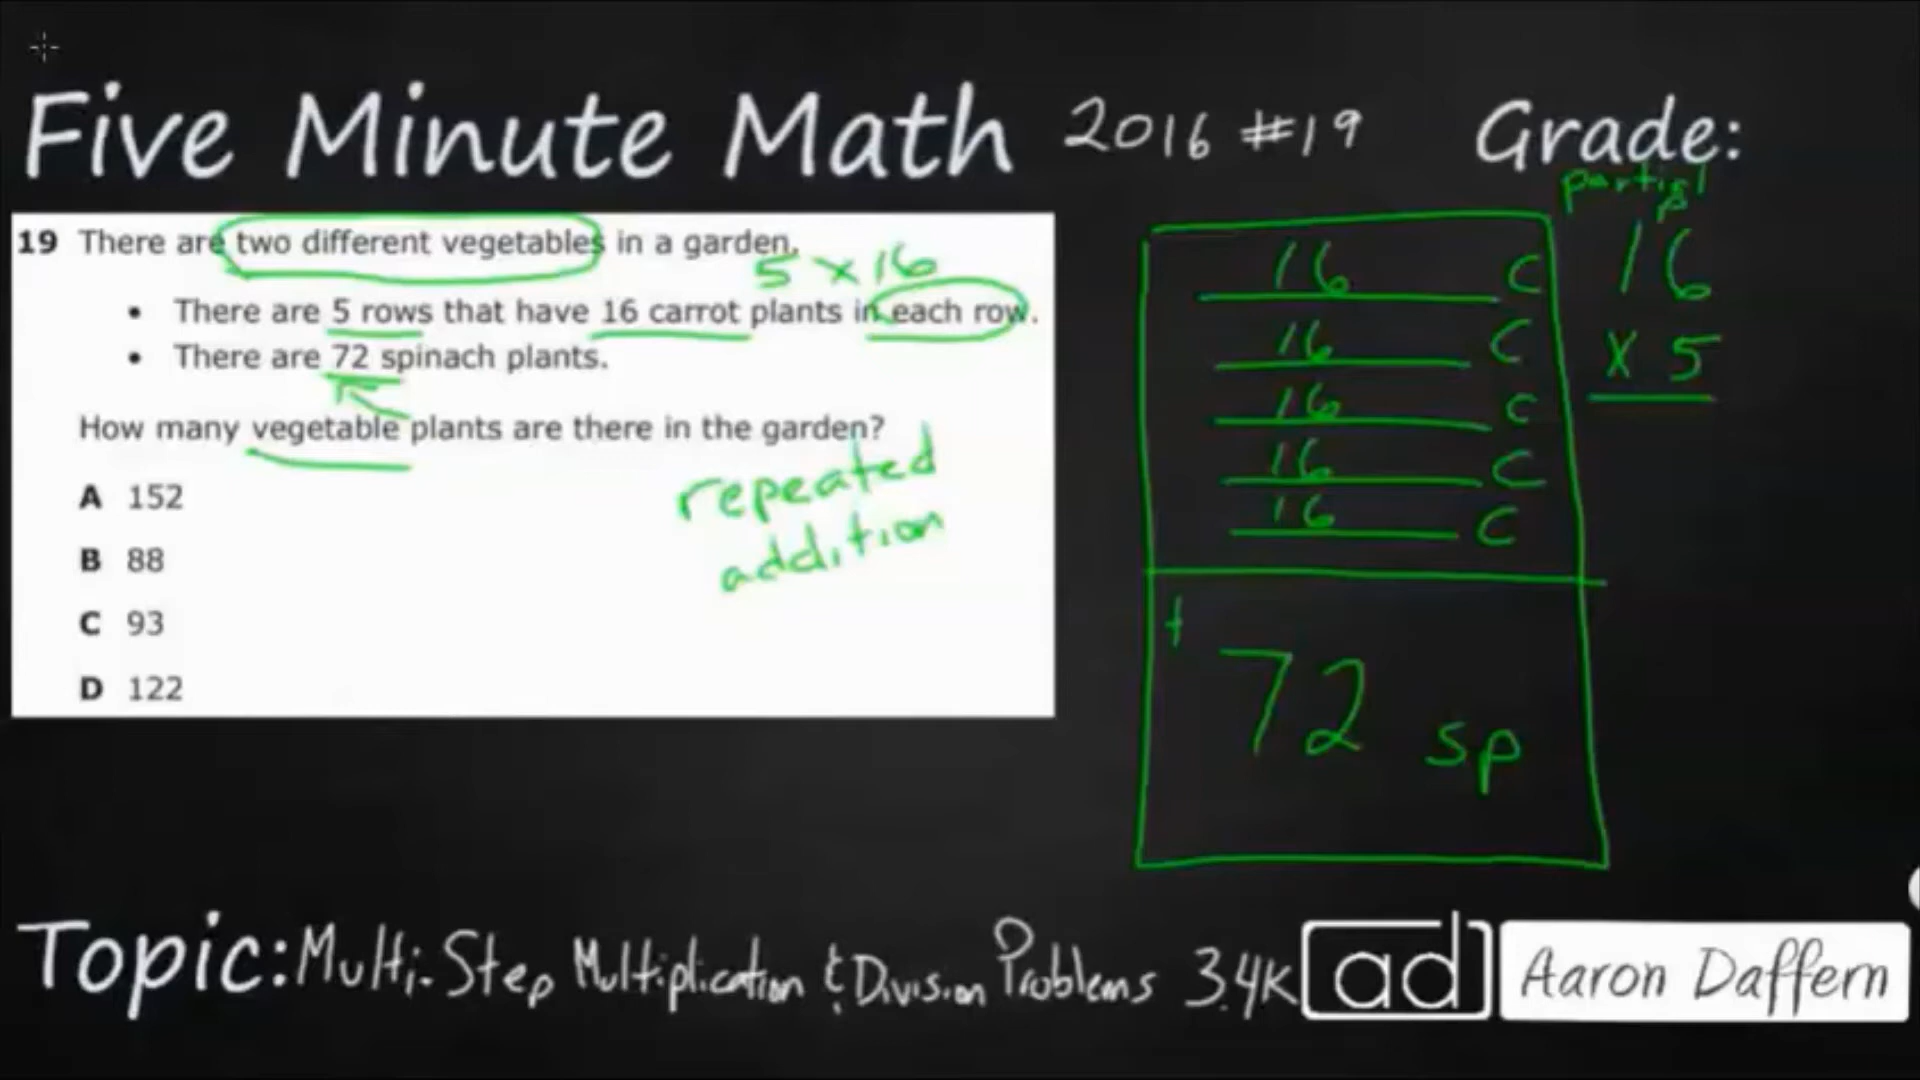 Five Minute Math 2016 #19 Grade:
19 There are two different vegetables in a garden.
5 x 16
• There are 5 rows that have 16 carrot plants in each row.
• There are 72 spinach plants.
How many vegetable plants are there in the garden?
A 152
B 88
C 93
D 122
repeated
addition
16 C
16 C
16 C
16 C
16 C
+
72 sp
partial
P
16
x 5
Topic: Multi-Step Multiplication & Division Problems 3.4K ad Aaron Daffern